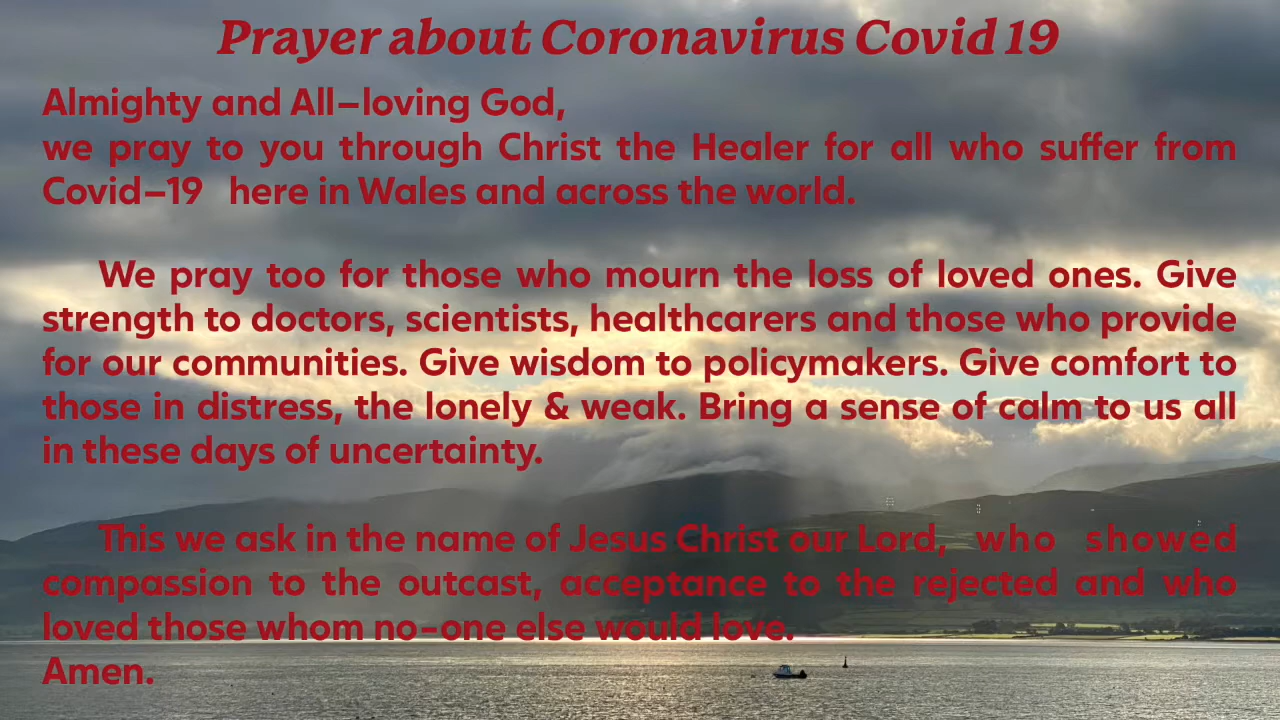 Prayer about Coronavirus Covid 19
Almighty and All–loving God,
we pray to you through Christ the Healer for all who suffer from
Covid–19 here in Wales and across the world.
We pray too for those who mourn the loss of loved ones. Give
strength to doctors, scientists, healthcarers and those who provide
for our communities. Give wisdom to policymakers. Give comfort to
those in distress, the lonely & weak. Bring a sense of calm to us all
in these days of uncertainty.
This we ask in the name of Jesus Christ our Lord, who showed
compassion to the outcast, acceptance to the rejected and who
loved those whom no–one else would love.
Amen.